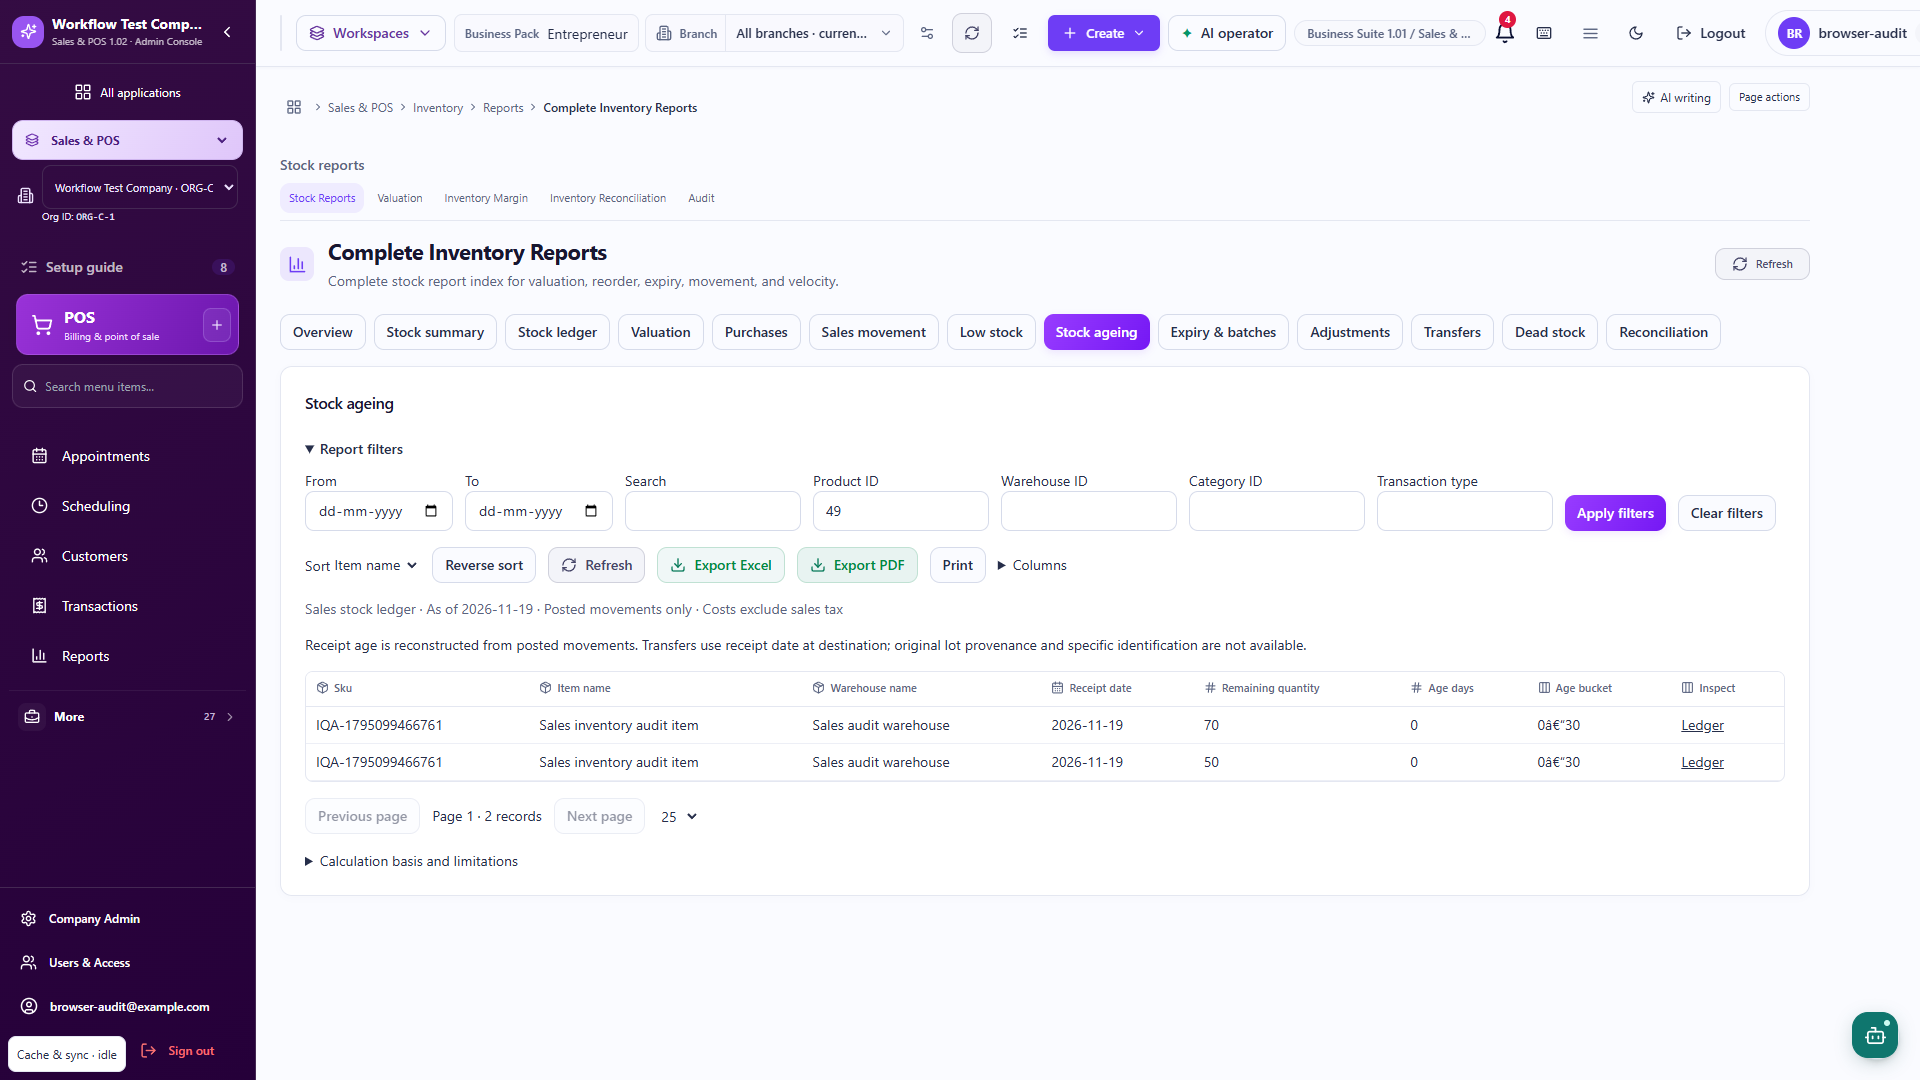 Workflow Test Comp...
Sales & POS 1.02 · Admin Console
All applications
Sales & POS
Workflow Test Company · ORG-C
Org ID: ORG-C-1
Setup guide 8
POS
Billing & point of sale
Search menu items...
Appointments
Scheduling
Customers
Transactions
Reports
More 27
Company Admin
Users & Access
browser-audit@example.com
Cache & sync · idle
Sign out
Workspaces
Business Pack Entrepreneur
Branch All branches · curren...
Create
AI operator
Business Suite 1.01 / Sales & ...
4
Logout
BR browser-audit
Sales & POS > Inventory > Reports > Complete Inventory Reports
AI writing
Page actions
Stock reports
Stock Reports Valuation Inventory Margin Inventory Reconciliation Audit
Complete Inventory Reports
Complete stock report index for valuation, reorder, expiry, movement, and velocity.
Refresh
Overview Stock summary Stock ledger Valuation Purchases Sales movement Low stock Stock ageing Expiry & batches Adjustments Transfers Dead stock Reconciliation
Stock ageing
Report filters
From To Search Product ID Warehouse ID Category ID Transaction type
dd-mm-yyyy dd-mm-yyyy 49 Apply filters Clear filters
Sort Item name Reverse sort Refresh Export Excel Export PDF Print Columns
Sales stock ledger · As of 2026-11-19 · Posted movements only · Costs exclude sales tax
Receipt age is reconstructed from posted movements. Transfers use receipt date at destination; original lot provenance and specific identification are not available.
Sku Item name Warehouse name Receipt date Remaining quantity Age days Age bucket Inspect
IQA-1795099466761 Sales inventory audit item Sales audit warehouse 2026-11-19 70 0 0â€“30 Ledger
IQA-1795099466761 Sales inventory audit item Sales audit warehouse 2026-11-19 50 0 0â€“30 Ledger
Previous page Page 1 · 2 records Next page 25
Calculation basis and limitations